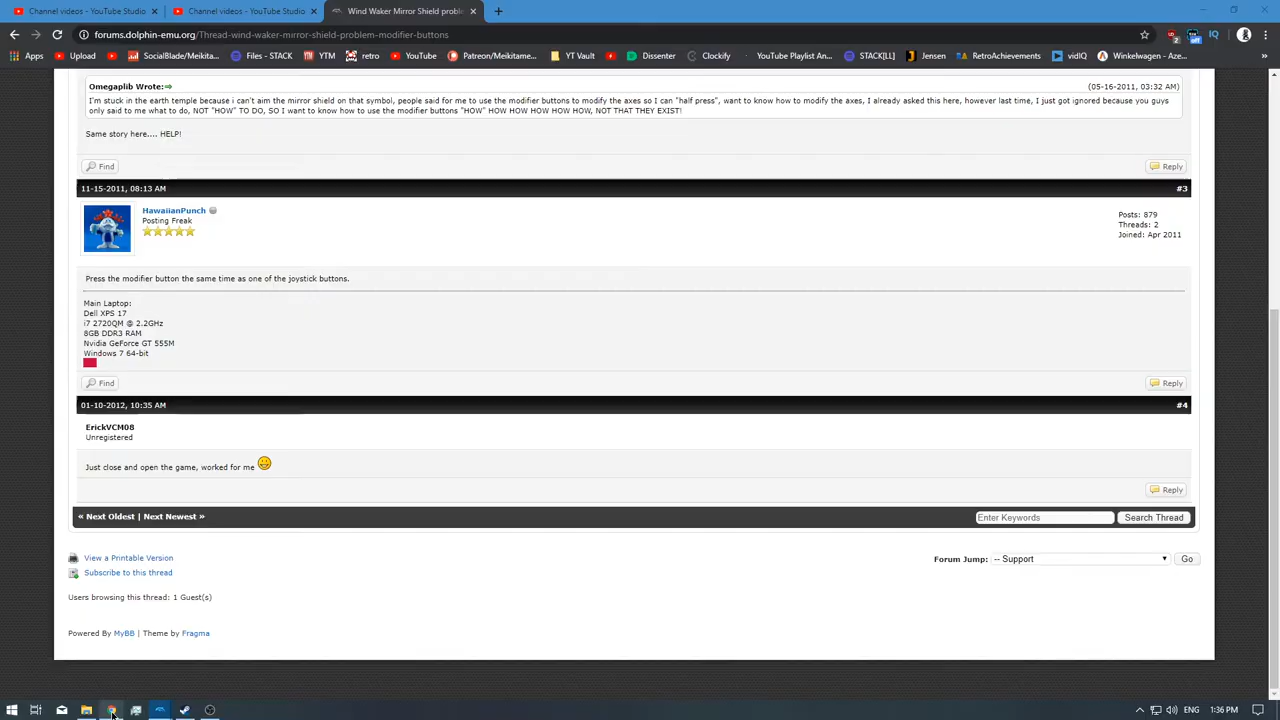 Channel videos - YouTube Studio
Channel videos - YouTube Studio
Wind Waker Mirror Shield probl
forums.dolphin-emu.org/Thread-wind-waker-mirror-shield-problem-modifier-buttons
Apps
SocialBlade/Meikita...
Files - STACK
YTM
retro
YouTube
Patreon/Meikitame...
YT Vault
Dissenter
Clockify
YouTube Playlist An...
STACK[LL]
Jensen
RetroAchievements
vidIQ
Winkelwagen - Aze...
Omegaplib Wrote:
(05-16-2011, 03:32 AM)
I'm stuck in the earth temple because i can't aim the mirror shield on that symbol, people said for me to use the modifier buttons to modify the axes so I can "half press", want to know how to modify the axes, I already asked this here, however last time, I just got ignored because you guys
only said to me what to do, NOT "HOW" TO DO, SO I want to know how to use the modifier buttons "HOW" HOW HOW HOW HOW, NOT THAT THEY EXIST!
Same story here.... HELP!
Find
Reply
11-15-2011, 08:13 AM
#3
HawaiianPunch
Posting Freak
Posts: 879
Threads: 2
Joined: Apr 2011
Press the modifier button the same time as one of the joystick buttons.
Main Laptop:
Dell XPS 17
i7 2720QM @ 2.2GHz
8GB DDR3 RAM
Nvidia GeForce GT 555M
Windows 7 64-bit
Find
Reply
01-10-2012, 10:35 AM
#4
ErickVCM08
Unregistered
Just close and open the game, worked for me
Reply
« Next Oldest | Next Newest »
Enter Keywords
Search Thread
View a Printable Version
Subscribe to this thread
Forum Jump:
-- Support
Go
Users browsing this thread: 1 Guest(s)
Powered By MyBB | Theme by Fragma
ENG
1:36 PM